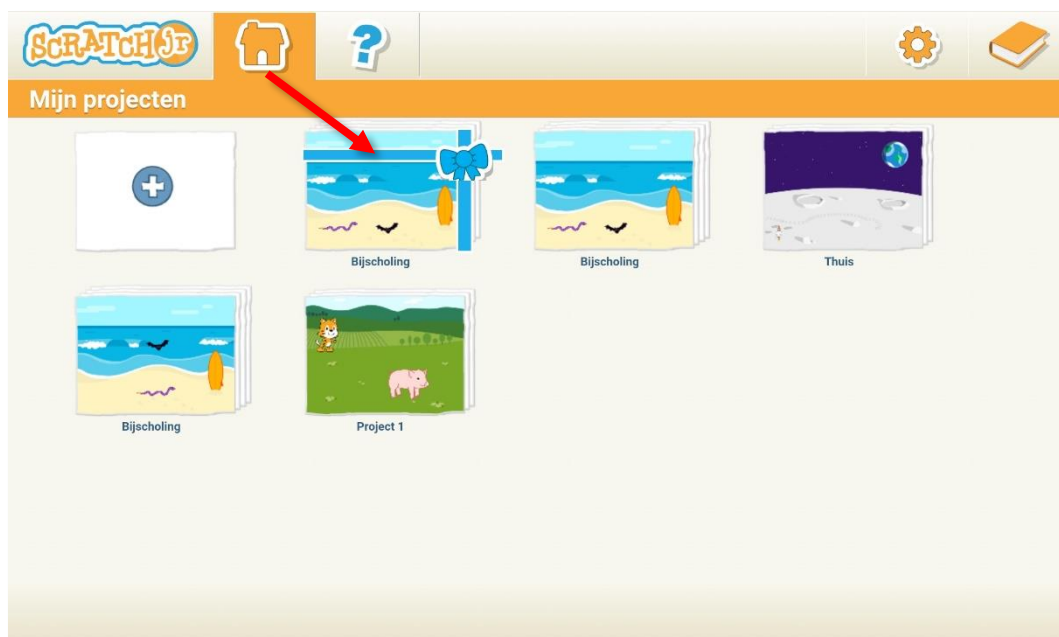 ScratchJr
?
Mijn projecten
Bijscholing
Bijscholing
Thuis
Bijscholing
Project 1